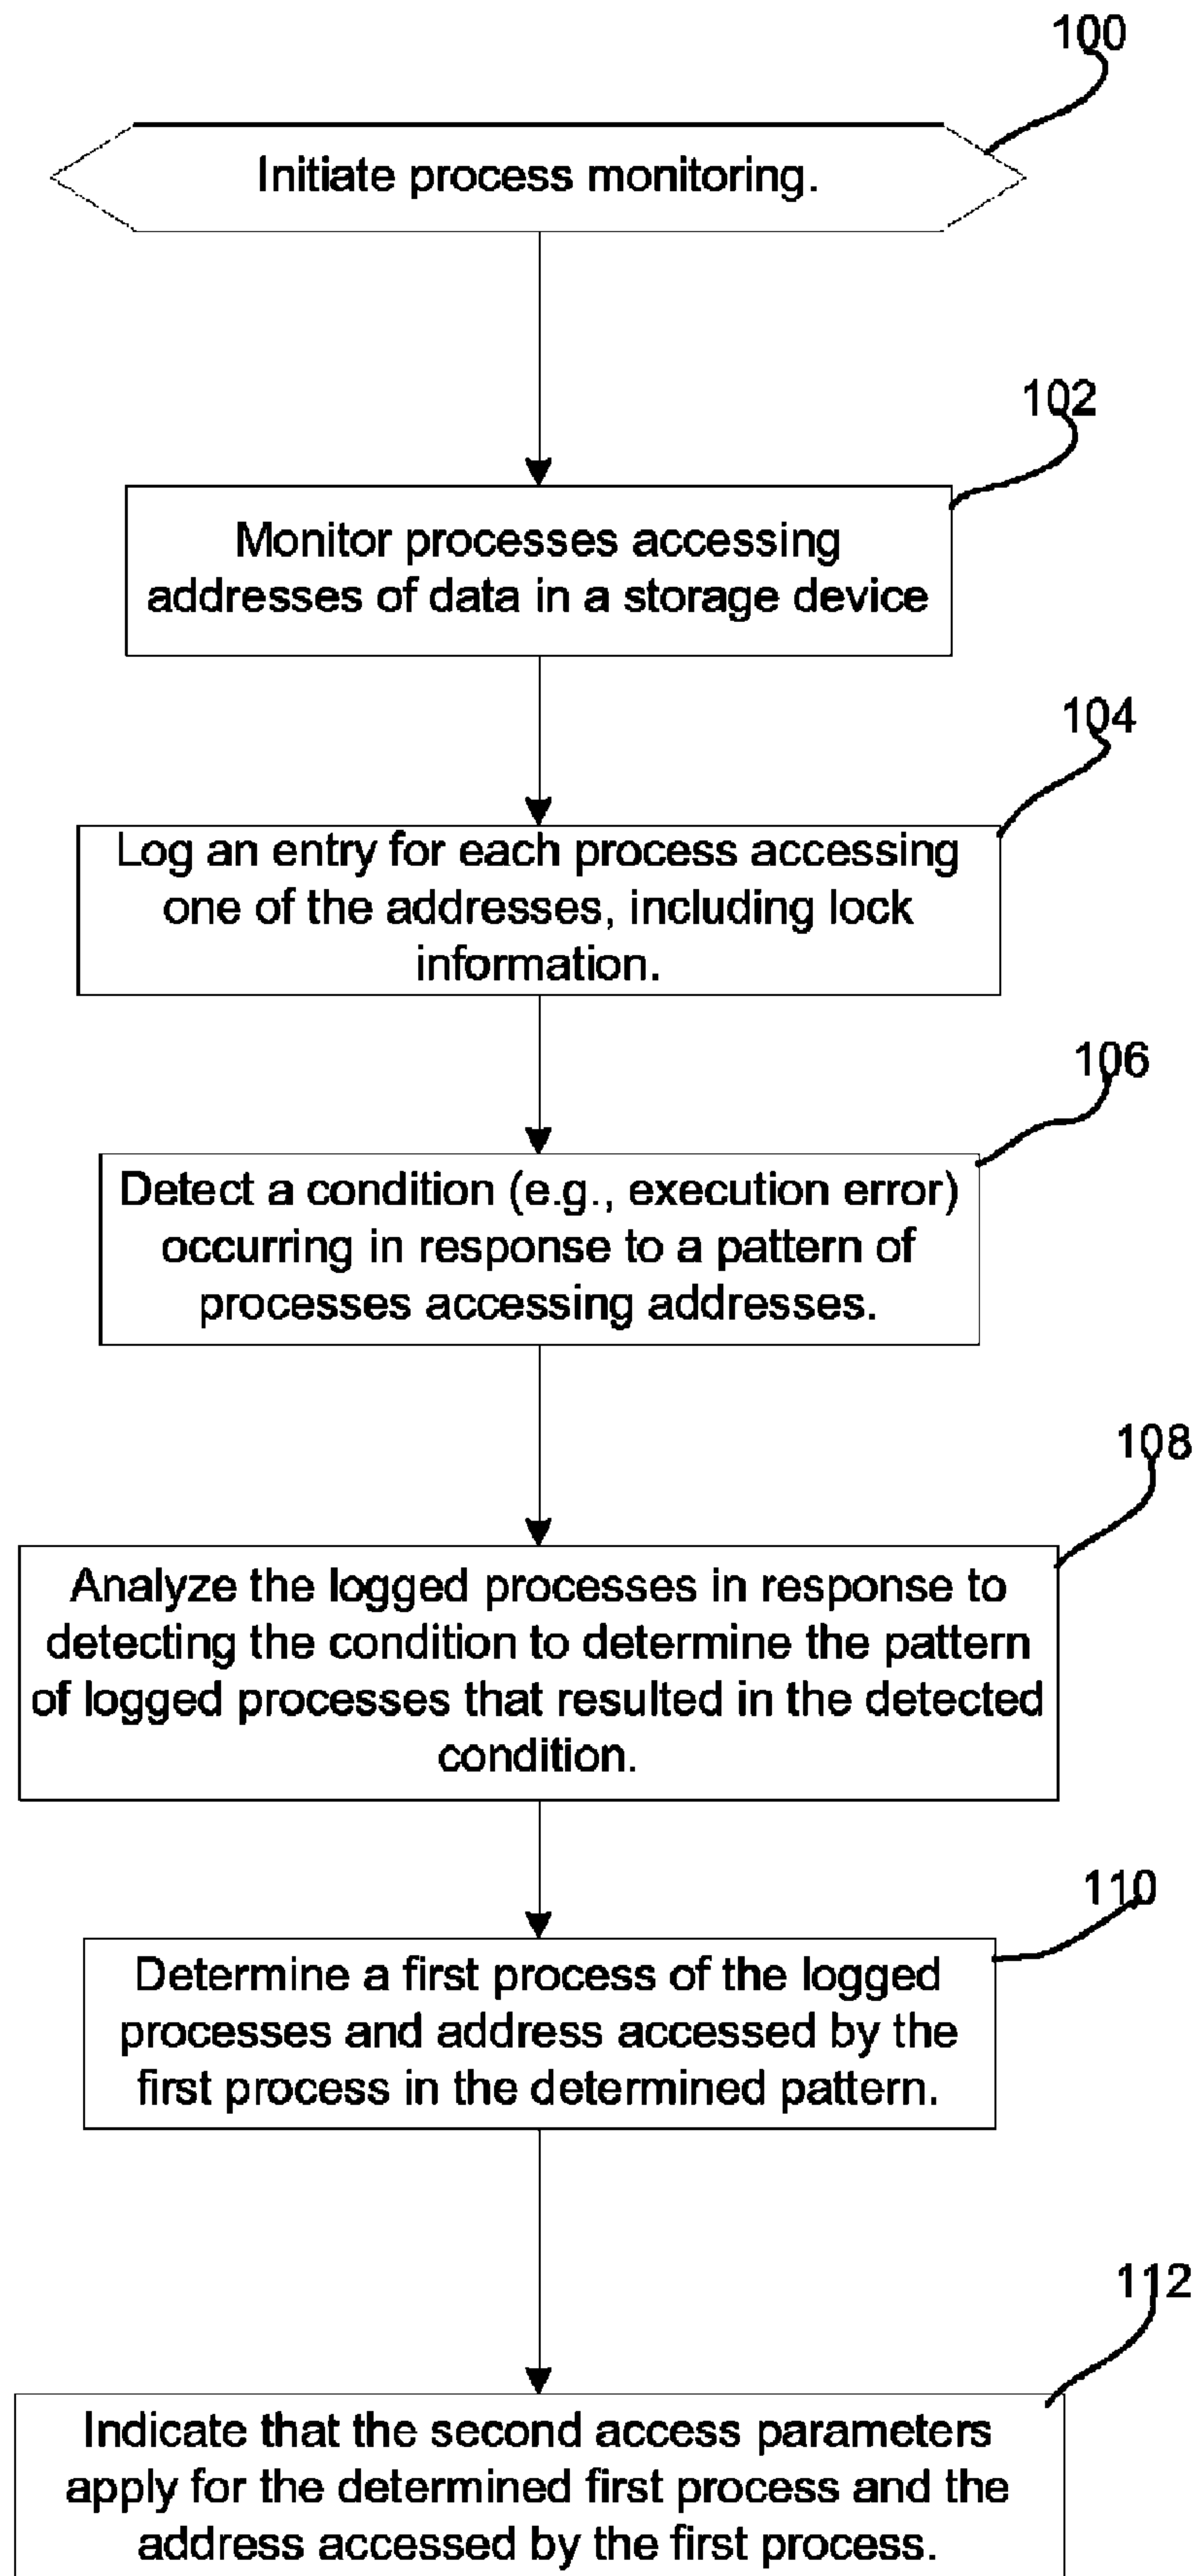 100
Initiate process monitoring.
102
Monitor processes accessing
addresses of data in a storage device
104
Log an entry for each process accessing
one of the addresses, including lock
information.
106
Detect a condition (e.g., execution error)
occurring in response to a pattern of
processes accessing addresses.
108
Analyze the logged processes in response to
detecting the condition to determine the pattern
of logged processes that resulted in the detected
condition.
110
Determine a first process of the logged
processes and address accessed by the
first process in the determined pattern.
112
Indicate that the second access parameters
apply for the determined first process and the
address accessed by the first process.